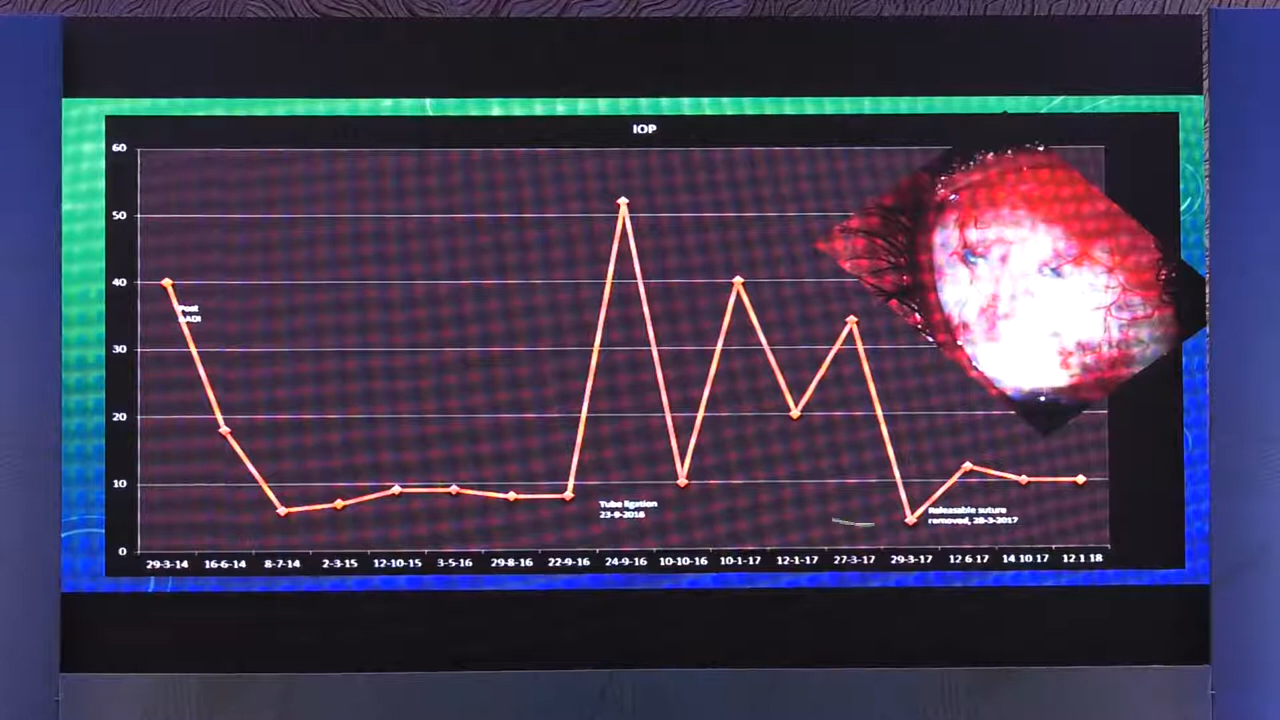 IOP
60
50
40
30
20
10
0
Post
AADI
Tube ligation
23-9-2016
Releasable suture
removed, 28-3-2017
29-3-14 16-6-14 8-7-14 2-3-15 12-10-15 3-5-16 29-8-16 22-9-16 24-9-16 10-10-16 10-1-17 12-1-17 27-3-17 29-3-17 12 6 17 14 10 17 12 1 18